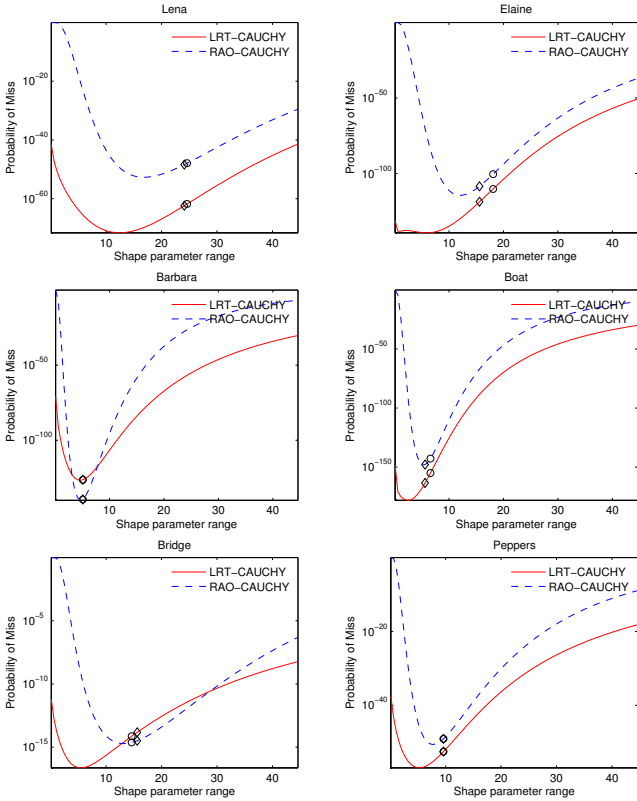 Lena
LRT-CAUCHY
RAO-CAUCHY
Probability of Miss
10^-20
10^-40
10^-60
0 10 20 30 40
Shape parameter range
Elaine
LRT-CAUCHY
RAO-CAUCHY
Probability of Miss
10^-50
10^-100
0 10 20 30 40
Shape parameter range
Barbara
LRT-CAUCHY
RAO-CAUCHY
Probability of Miss
10^-50
10^-100
10 20 30 40
Shape parameter range
Boat
LRT-CAUCHY
RAO-CAUCHY
Probability of Miss
10^-50
10^-100
10^-150
10 20 30 40
Shape parameter range
Bridge
LRT-CAUCHY
RAO-CAUCHY
Probability of Miss
10^-5
10^-10
10^-15
0 10 20 30 40
Shape parameter range
Peppers
LRT-CAUCHY
RAO-CAUCHY
Probability of Miss
10^-20
10^-40
0 10 20 30 40
Shape parameter range